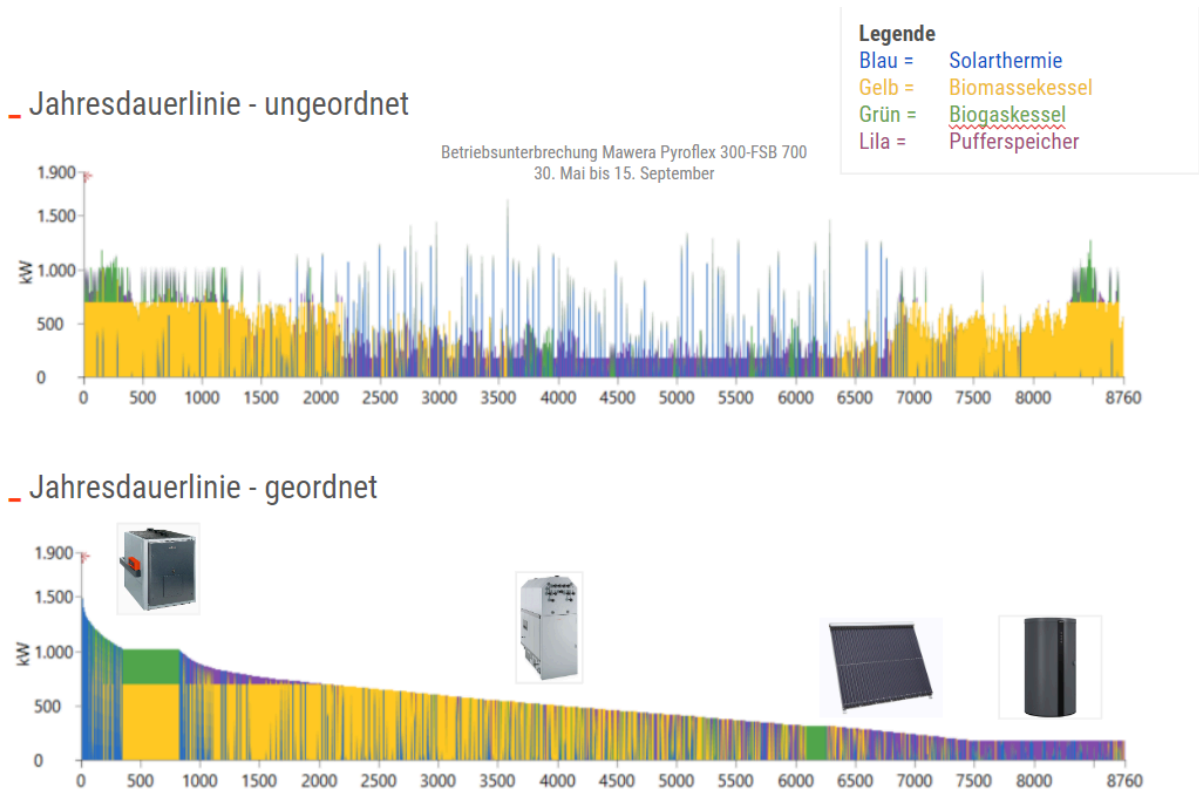 Legende
Blau = Solarthermie
Gelb = Biomassekessel
Grün = Biogaskessel
Lila = Pufferspeicher
Jahresdauerlinie - ungeordnet
Betriebsunterbrechung Mawera Pyroflex 300-FSB 700
30. Mai bis 15. September
1.900
1.500
1.000
500
0
kW
0 500 1000 1500 2000 2500 3000 3500 4000 4500 5000 5500 6000 6500 7000 7500 8000 8760
Jahresdauerlinie - geordnet
1.900
1.500
1.000
500
0
kW
0 500 1000 1500 2000 2500 3000 3500 4000 4500 5000 5500 6000 6500 7000 7500 8000 8760